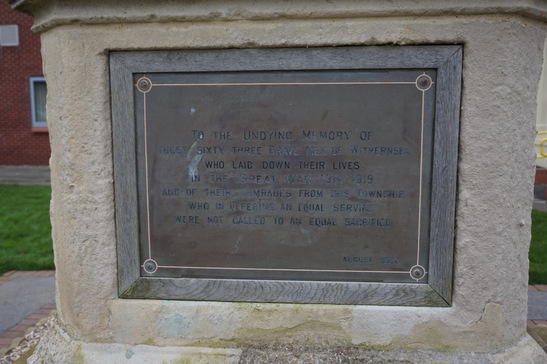 TO THE UNDYING MEMORY OF
THOSE SIXTY THREE BRAVE MEN OF WITHERNSEA
WHO LAID DOWN THEIR LIVES
IN THE GREAT WAR 1914-1919
AND OF THEIR COMRADES FROM THIS TOWNSHIP
WHO IN OFFERING AN EQUAL SERVICE
WERE NOT CALLED TO AN EQUAL SACRIFICE
AUGUST